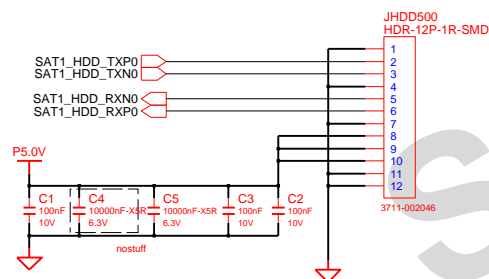 JHDD500
HDR-12P-1R-SMD
1
SAT1_HDD_TXP0 2
SAT1_HDD_TXN0 3
4
SAT1_HDD_RXN0 5
SAT1_HDD_RXP0 6
7
8
9
P5.0V 10
11
12
C1 C4 C5 C3 C2
100nF 10000nF-X5R 10000nF-X5R 100nF 100nF
10V 6.3V 6.3V 10V 10V
3711-002046
nostuff
S